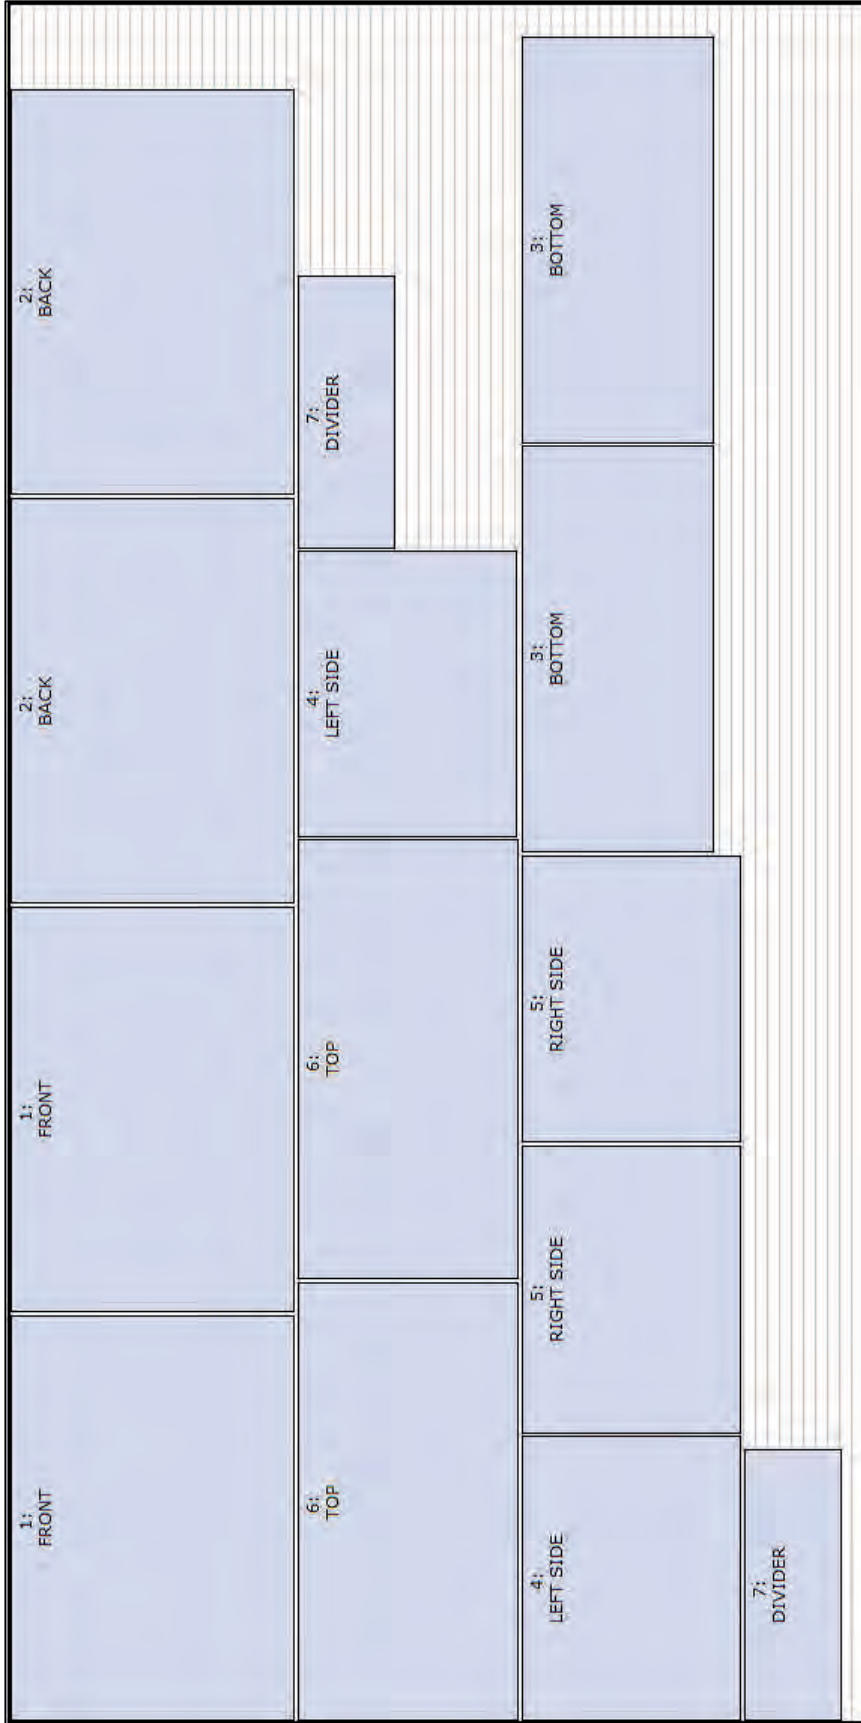 1:
FRONT
1:
FRONT
2:
BACK
2:
BACK
6:
TOP
6:
TOP
4:
LEFT SIDE
7:
DIVIDER
4:
LEFT SIDE
5:
RIGHT SIDE
5:
RIGHT SIDE
3:
BOTTOM
3:
BOTTOM
7:
DIVIDER